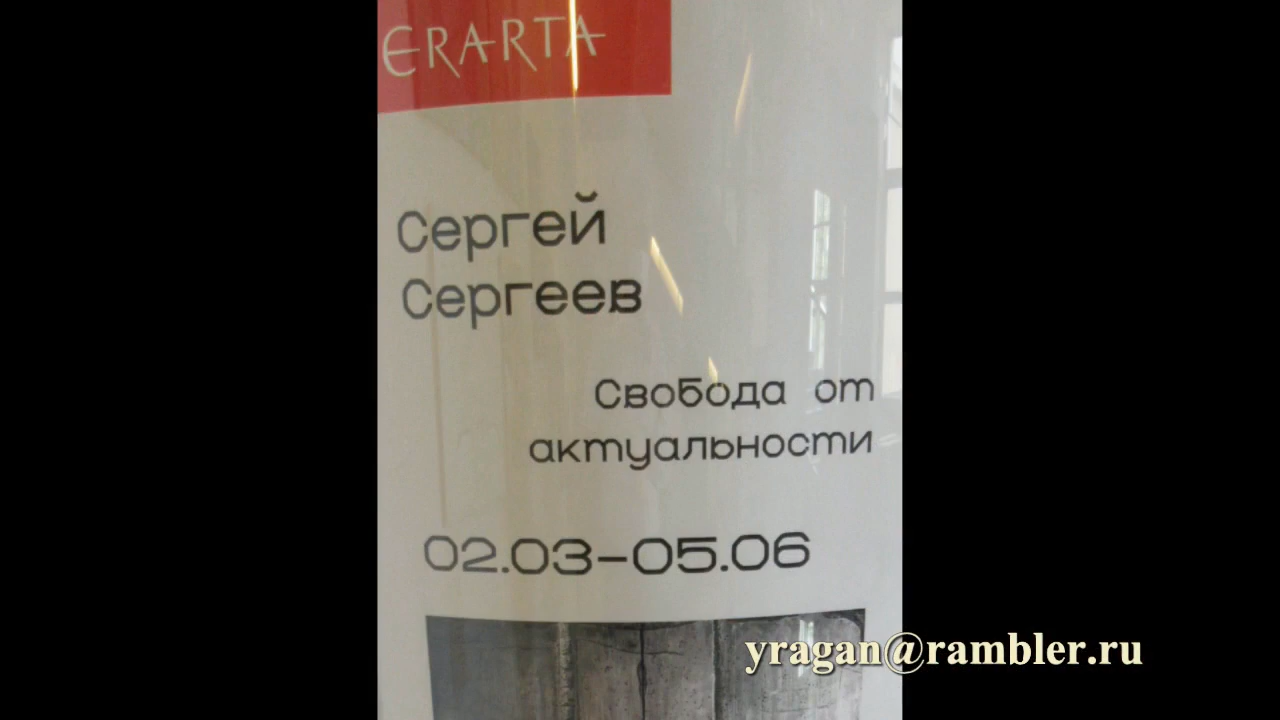 ERARTA
Сергей
Сергеев
Свобода от
актуальности
02.03–05.06
yragan@rambler.ru